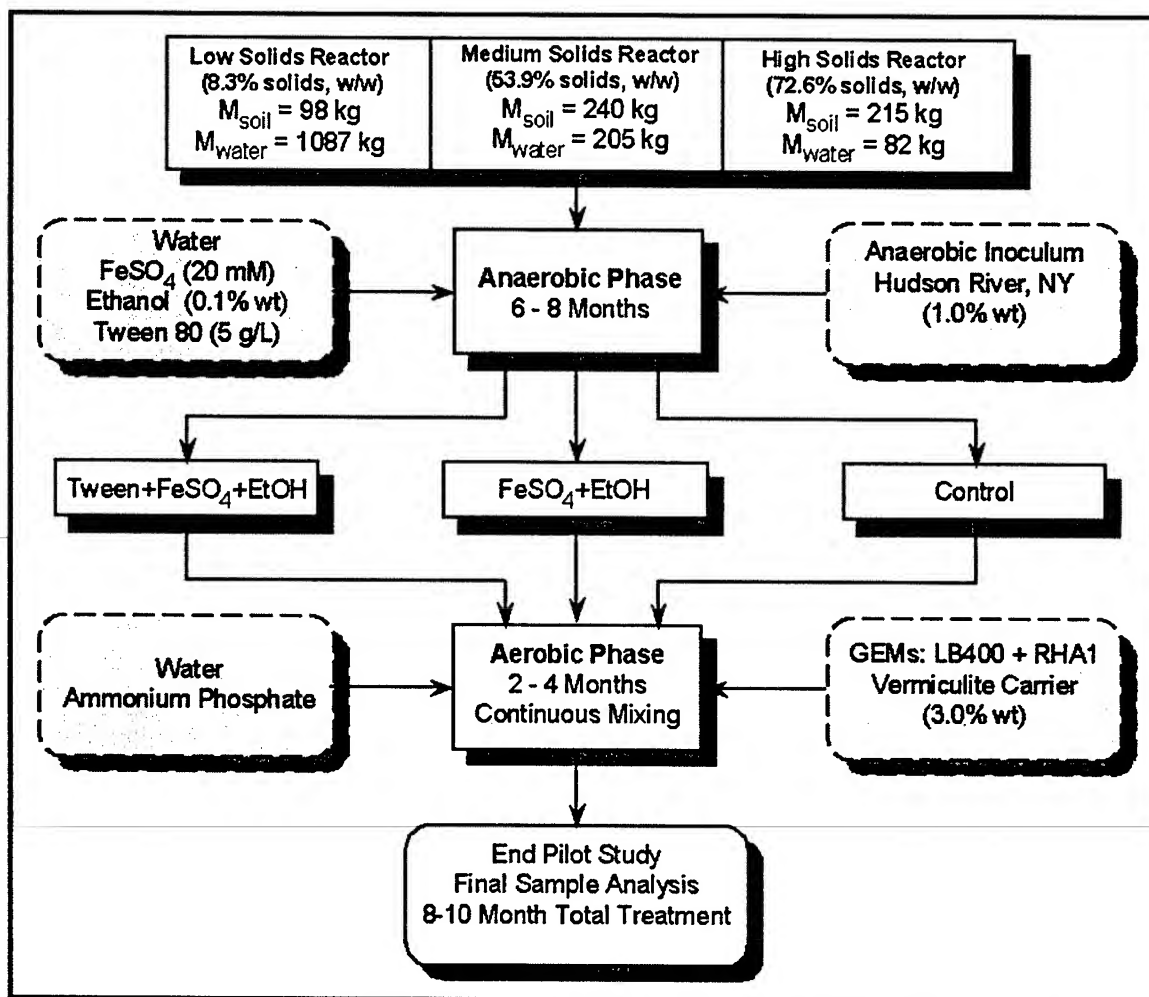 Low Solids Reactor
(8.3% solids, w/w)
M_soil = 98 kg
M_water = 1087 kg
Medium Solids Reactor
(53.9% solids, w/w)
M_soil = 240 kg
M_water = 205 kg
High Solids Reactor
(72.6% solids, w/w)
M_soil = 215 kg
M_water = 82 kg
Water
FeSO4 (20 mM)
Ethanol (0.1% wt)
Tween 80 (5 g/L)
Anaerobic Phase
6 - 8 Months
Anaerobic Inoculum
Hudson River, NY
(1.0% wt)
Tween+FeSO4+EtOH
FeSO4+EtOH
Control
Water
Ammonium Phosphate
Aerobic Phase
2 - 4 Months
Continuous Mixing
GEMs: LB400 + RHA1
Vermiculite Carrier
(3.0% wt)
End Pilot Study
Final Sample Analysis
8-10 Month Total Treatment